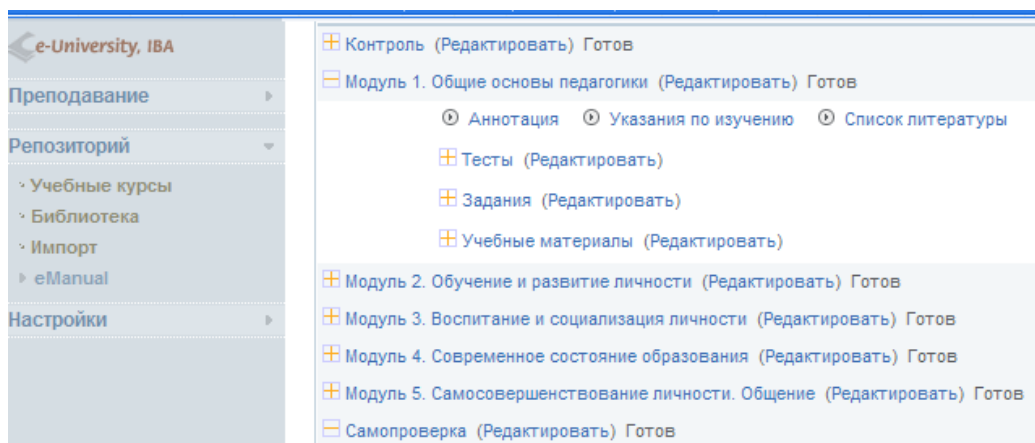 e-University, IBA
Преподавание
Репозиторий
Учебные курсы
Библиотека
Импорт
eManual
Настройки
Контроль (Редактировать) Готов
Модуль 1. Общие основы педагогики (Редактировать) Готов
Аннотация Указания по изучению Список литературы
Тесты (Редактировать)
Задания (Редактировать)
Учебные материалы (Редактировать)
Модуль 2. Обучение и развитие личности (Редактировать) Готов
Модуль 3. Воспитание и социализация личности (Редактировать) Готов
Модуль 4. Современное состояние образования (Редактировать) Готов
Модуль 5. Самосовершенствование личности. Общение (Редактировать) Готов
Самопроверка (Редактировать) Готов